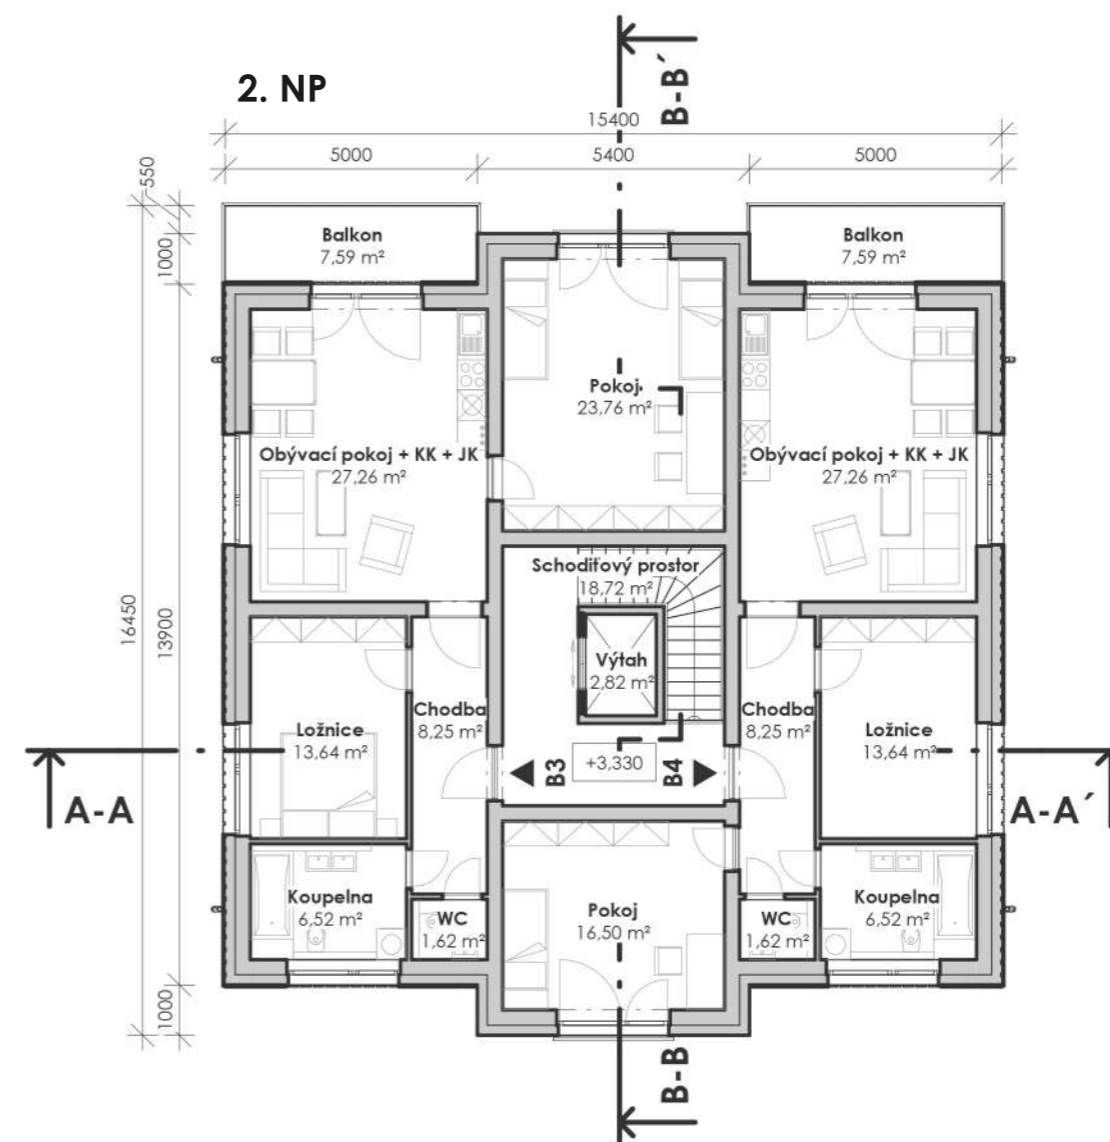 2. NP
B-B´
15400
5000
5400
5000
550
1000
Balkon
7,59 m²
Balkon
7,59 m²
Pokoj
23,76 m²
Obývací pokoj + KK + JK
27,26 m²
Obývací pokoj + KK + JK
27,26 m²
Schodiťový prostor
18,72 m²
16450
13900
Výtah
2,82 m²
Chodba
8,25 m²
Chodba
8,25 m²
Ložnice
13,64 m²
Ložnice
13,64 m²
B3
+3,330
B4
A-A
A-A´
Koupelna
6,52 m²
WC
1,62 m²
Pokoj
16,50 m²
WC
1,62 m²
Koupelna
6,52 m²
1000
B-B